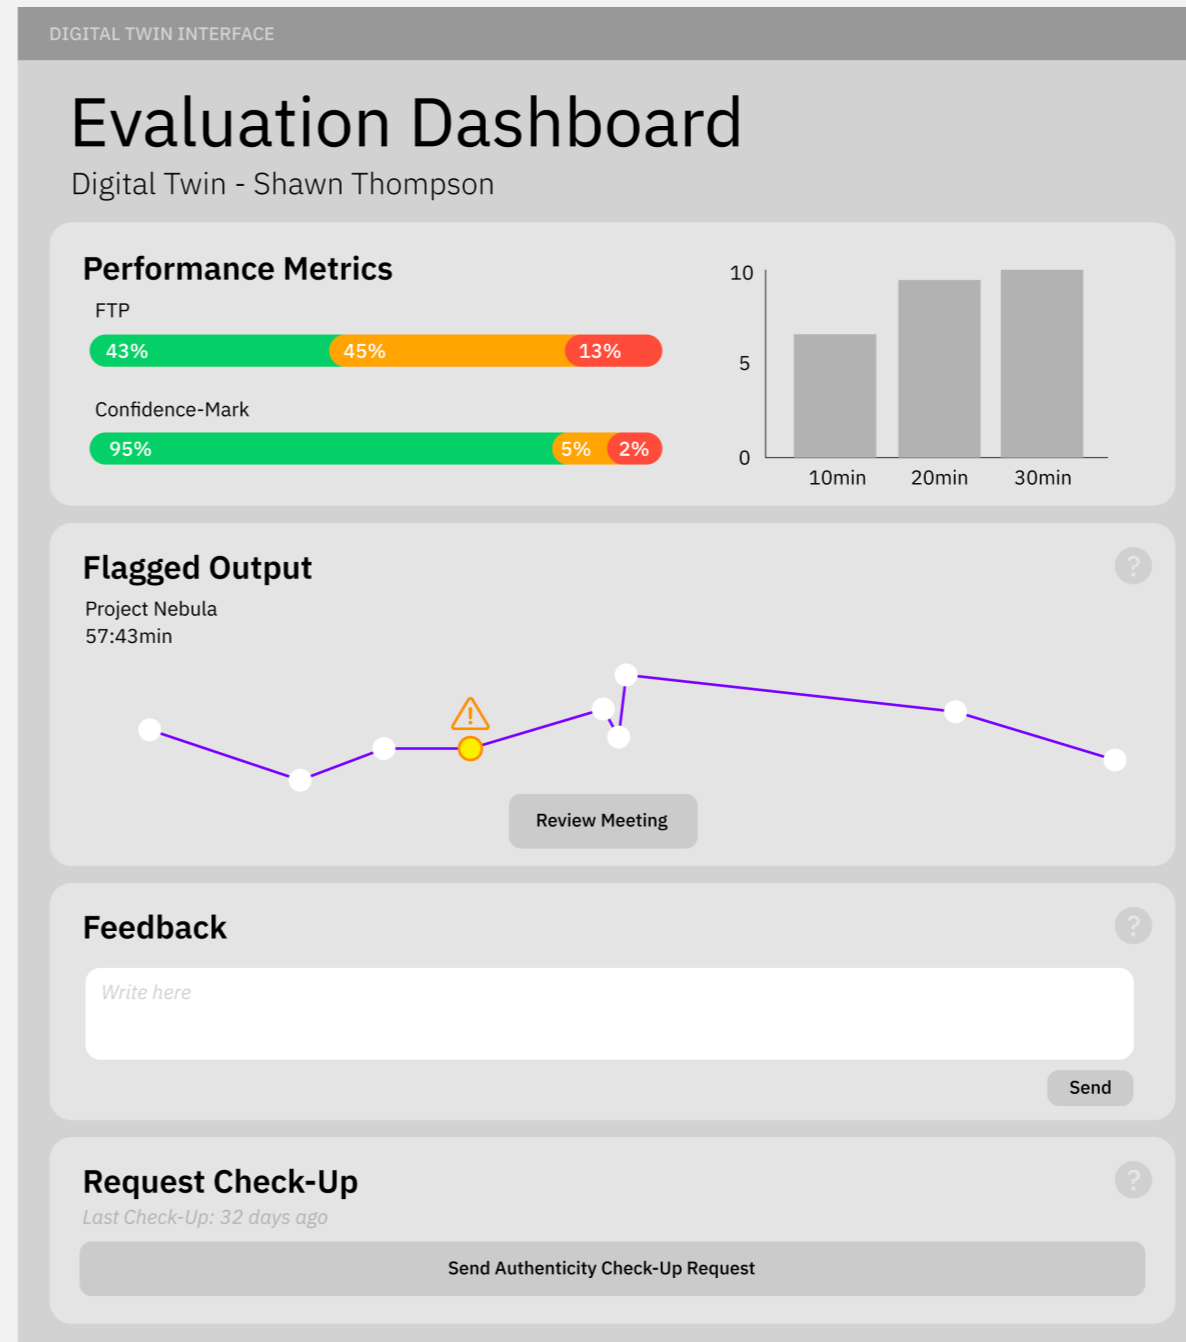 DIGITAL TWIN INTERFACE
Evaluation Dashboard
Digital Twin - Shawn Thompson
Performance Metrics
FTP
43% 45% 13%
Confidence-Mark
95% 5% 2%
10
5
0
10min 20min 30min
Flagged Output
?
Project Nebula
57:43min
!
Review Meeting
Feedback
?
Write here
Send
Request Check-Up
?
Last Check-Up: 32 days ago
Send Authenticity Check-Up Request